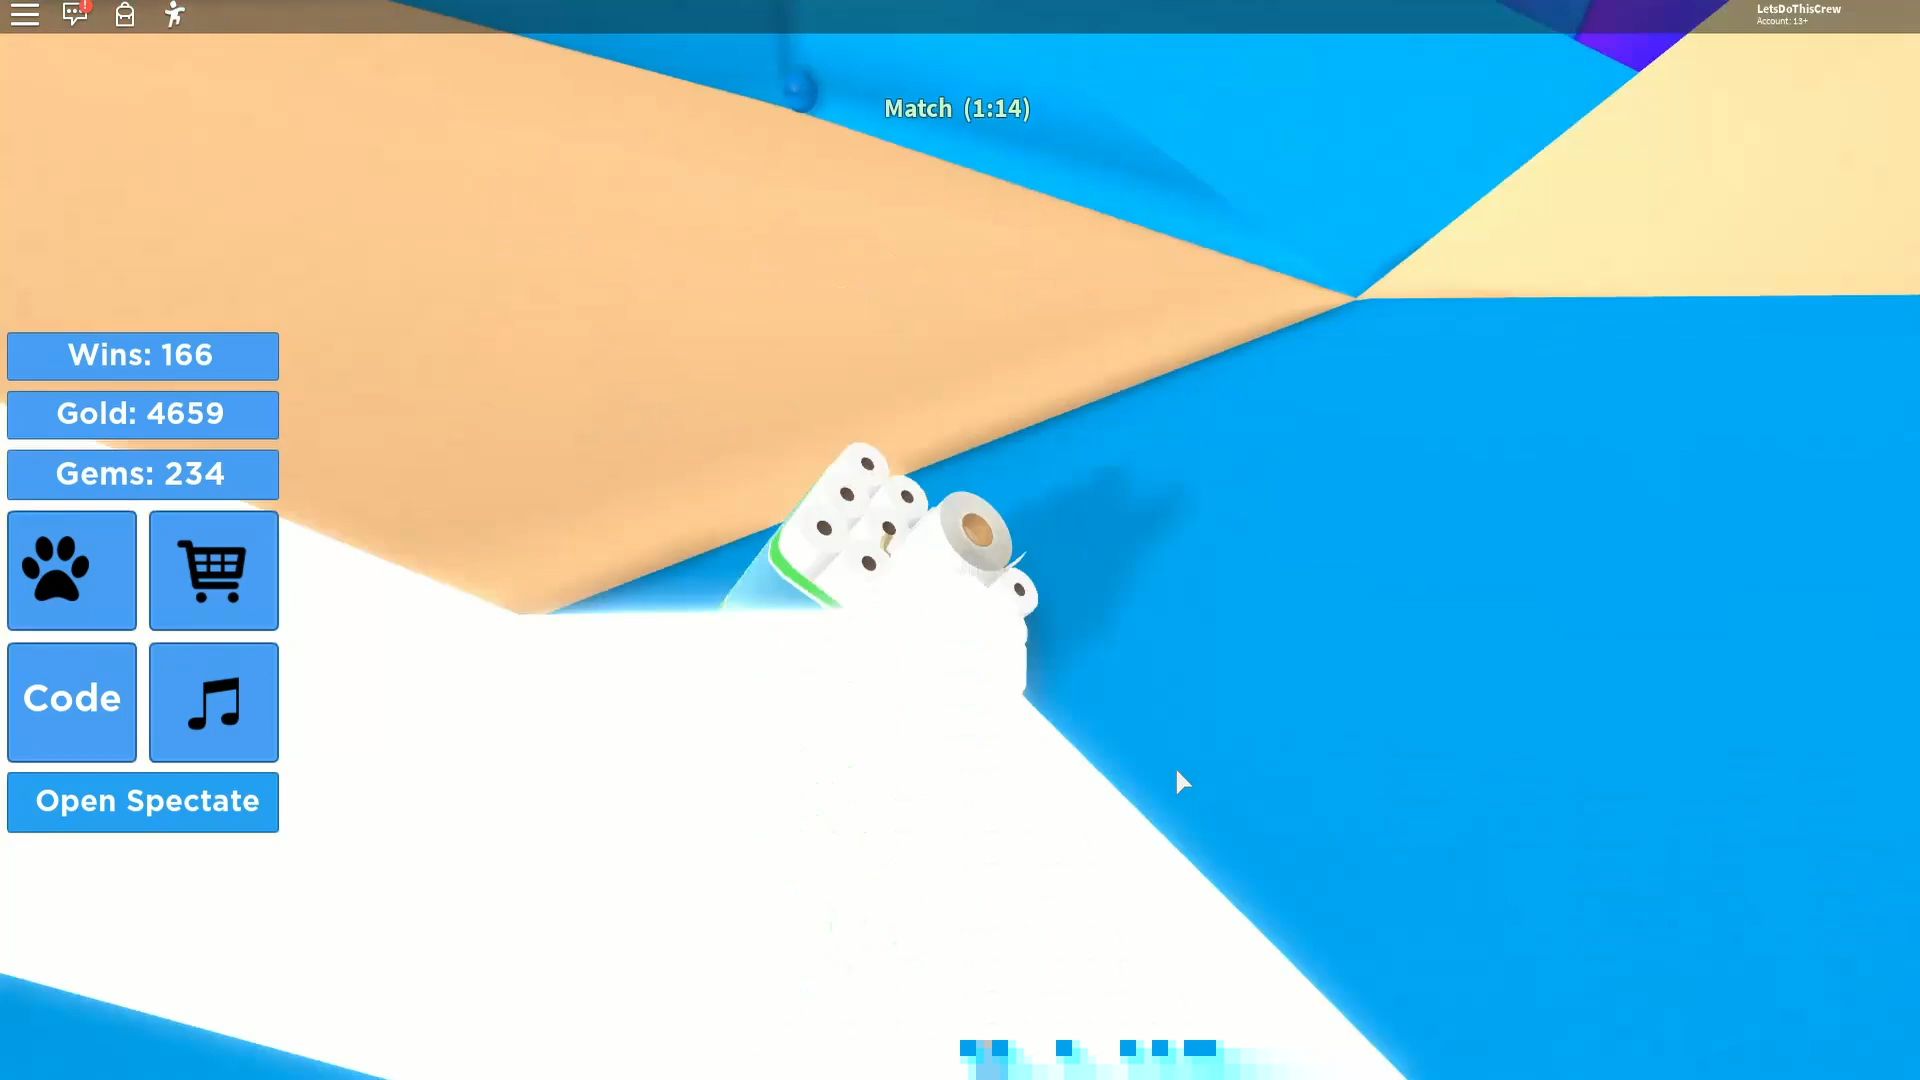 LetsDoThisCrew
Account: 13+
Match (1:14)
Wins: 166
Gold: 4659
Gems: 234
Code
Open Spectate